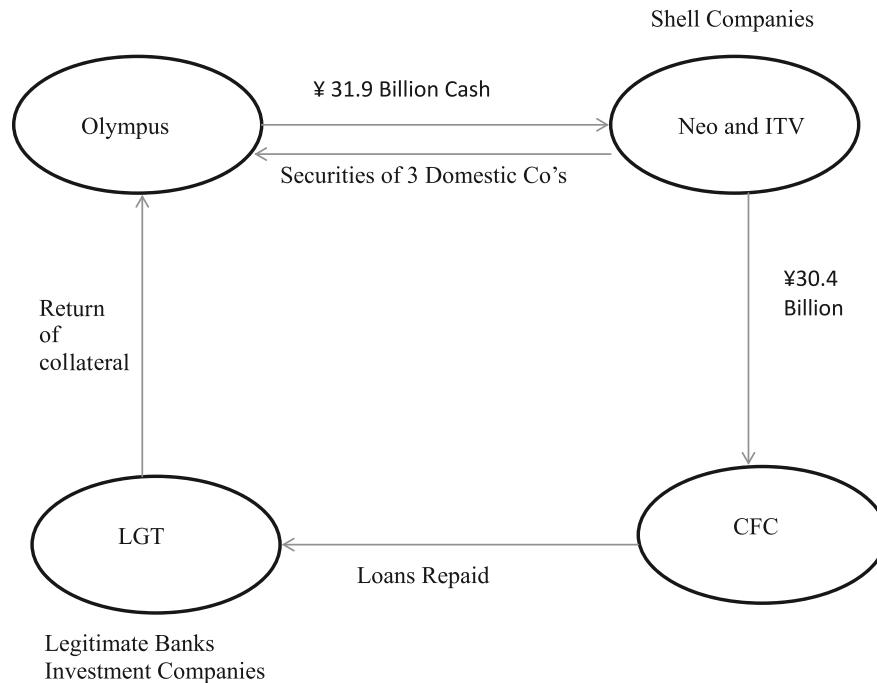 Shell Companies
¥ 31.9 Billion Cash
Olympus
Neo and ITV
Securities of 3 Domestic Co’s
¥30.4
Billion
Return
of
collateral
LGT
CFC
Loans Repaid
Legitimate Banks
Investment Companies